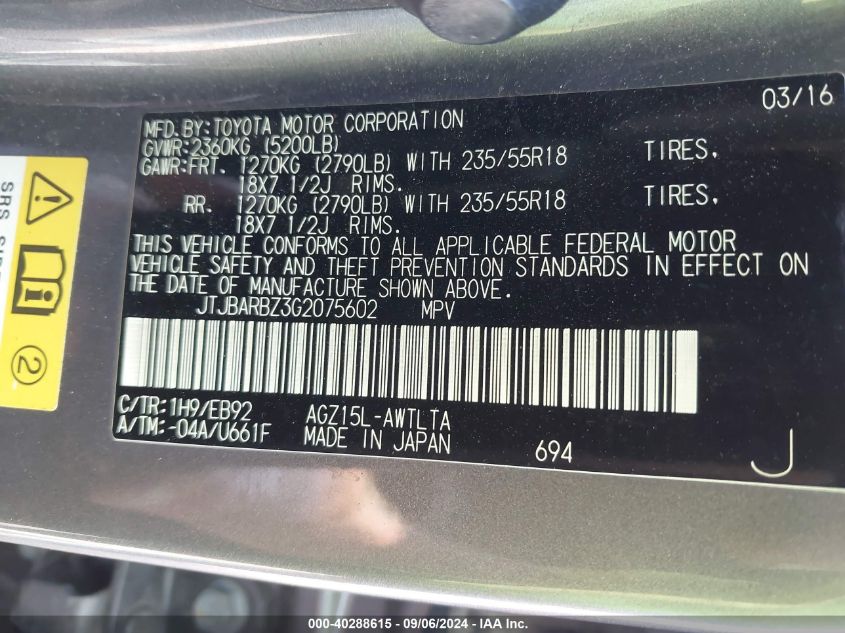 03/16
MFD.BY:TOYOTA MOTOR CORPORATION
GVWR:2360KG (5200LB)
GAWR:FRT. 1270KG (2790LB) WITH 235/55R18 TIRES,
18X7 1/2J RIMS.
RR. 1270KG (2790LB) WITH 235/55R18 TIRES,
18X7 1/2J RIMS.
THIS VEHICLE CONFORMS TO ALL APPLICABLE FEDERAL MOTOR
VEHICLE SAFETY AND THEFT PREVENTION STANDARDS IN EFFECT ON
THE DATE OF MANUFACTURE SHOWN ABOVE.
JTJBARBZ3G2075602 MPV
C/TR:1H9/EB92 AGZ15L-AWTLTA
A/TM:-04A/U661F MADE IN JAPAN 694 J
SRS
2
000-40288615 - 09/06/2024 - IAA Inc.